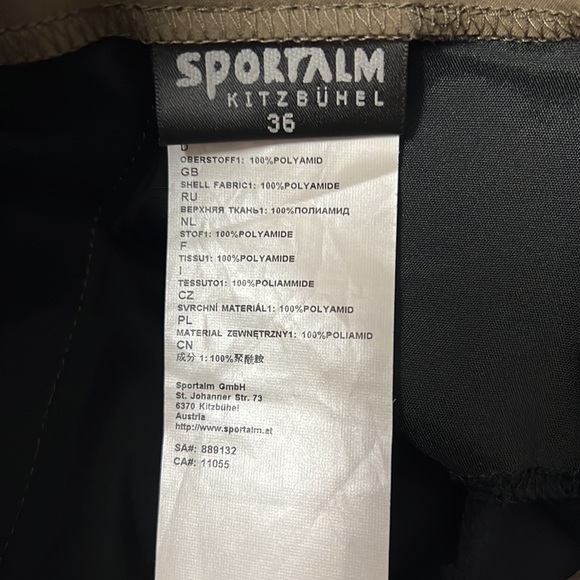 SPORTALM
KITZBÜHEL
36
D
OBERSTOFF1: 100%POLYAMID
GB
SHELL FABRIC1: 100%POLYAMIDE
RU
ВЕРХНЯЯ ТКАНЬ1: 100%ПОЛИАМИД
NL
STOF1: 100%POLYAMIDE
F
TISSU1: 100%POLYAMIDE
I
TESSUTO1: 100%POLIAMMIDE
CZ
SVRCHNÍ MATERIÁL1: 100%POLYAMID
PL
MATERIAŁ ZEWNĘTRZNY1: 100%POLIAMID
CN
成分 1: 100%聚酰胺
Sportalm GmbH
St. Johanner Str. 73
6370 Kitzbühel
Austria
http://www.sportalm.at
SA#: 889132
CA#: 11055